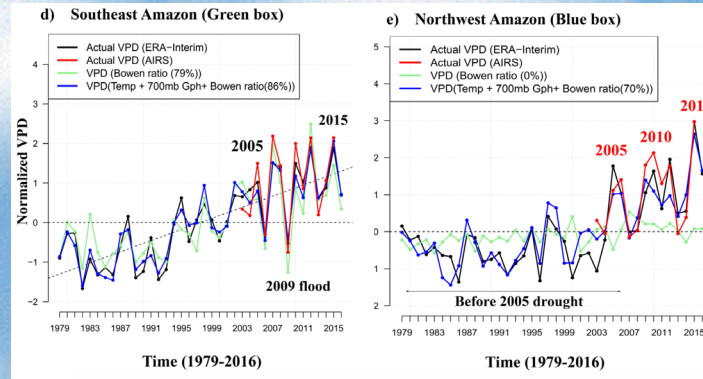 d) Southeast Amazon (Green box)
Actual VPD (ERA−Interim)
Actual VPD (AIRS)
VPD (Bowen ratio (79%))
VPD(Temp + 700mb Gph+ Bowen ratio(86%))
4
3
2
1
0
−1
−2
Normalized VPD
2005
2015
2009 flood
1979 1983 1987 1991 1995 1999 2003 2007 2011 2015
Time (1979-2016)
e) Northwest Amazon (Blue box)
Actual VPD (ERA−Interim)
Actual VPD (AIRS)
VPD (Bowen ratio (0%))
VPD(Temp + 700mb Gph+ Bowen ratio(70%))
5
4
3
2
1
0
1
2
2005
2010
201
Before 2005 drought
1979 1983 1987 1991 1995 1999 2003 2007 2011 2015
Time (1979-2016)